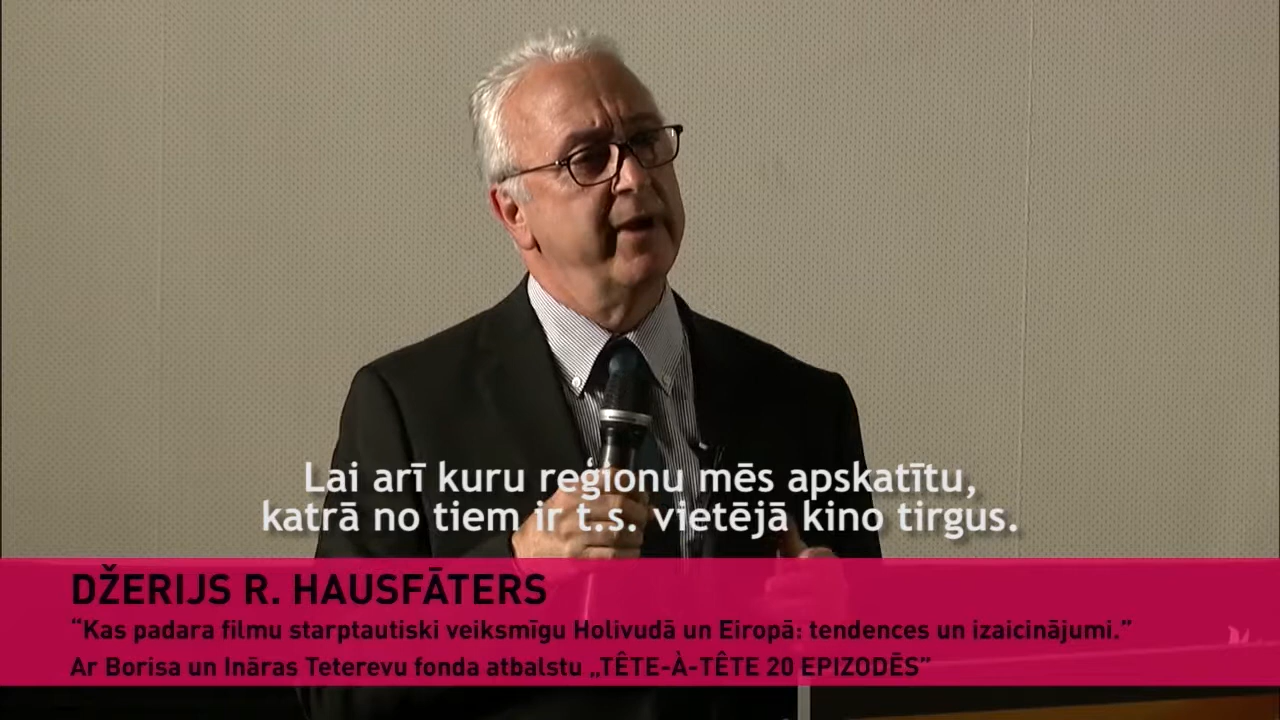 Lai arī kuru reģionu mēs apskatītu,
katrā no tiem ir t.s. vietējā kino tirgus.
DŽERIJS R. HAUSFĀTERS
“Kas padara filmu starptautiski veiksmīgu Holivudā un Eiropā: tendences un izaicinājumi.”
Ar Borisa un Ināras Teterevu fonda atbalstu „TÊTE-À-TÊTE 20 EPIZODĒS”